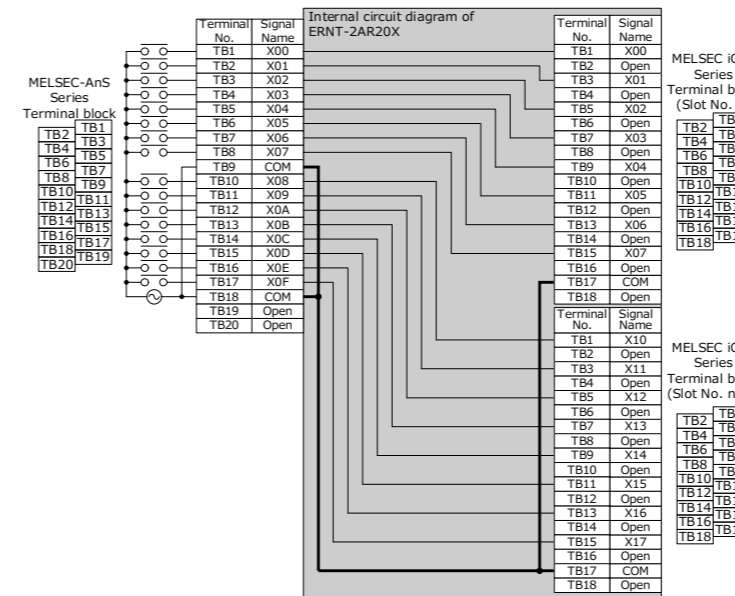 Internal circuit diagram of
ERNT-2AR20X
MELSEC-AnS
Series
Terminal block
TB1
TB2
TB3
TB4
TB5
TB6
TB7
TB8
TB9
TB10
TB11
TB12
TB13
TB14
TB15
TB16
TB17
TB18
TB19
TB20
Terminal No. Signal Name
TB1 X00
TB2 X01
TB3 X02
TB4 X03
TB5 X04
TB6 X05
TB7 X06
TB8 X07
TB9 COM
TB10 X08
TB11 X09
TB12 X0A
TB13 X0B
TB14 X0C
TB15 X0D
TB16 X0E
TB17 X0F
TB18 COM
TB19 Open
TB20 Open
Terminal No. Signal Name
TB1 X00
TB2 Open
TB3 X01
TB4 Open
TB5 X02
TB6 Open
TB7 X03
TB8 Open
TB9 X04
TB10 Open
TB11 X05
TB12 Open
TB13 X06
TB14 Open
TB15 X07
TB16 Open
TB17 COM
TB18 Open
Terminal No. Signal Name
TB1 X10
TB2 Open
TB3 X11
TB4 Open
TB5 X12
TB6 Open
TB7 X13
TB8 Open
TB9 X14
TB10 Open
TB11 X15
TB12 Open
TB13 X16
TB14 Open
TB15 X17
TB16 Open
TB17 COM
TB18 Open
MELSEC
Series
Terminal
(Slot No.
TB2
TB4
TB6
TB8
TB10
TB12
TB14
TB16
TB18
MELSEC
Series
Terminal
(Slot No.
TB2
TB4
TB6
TB8
TB10
TB12
TB14
TB16
TB18